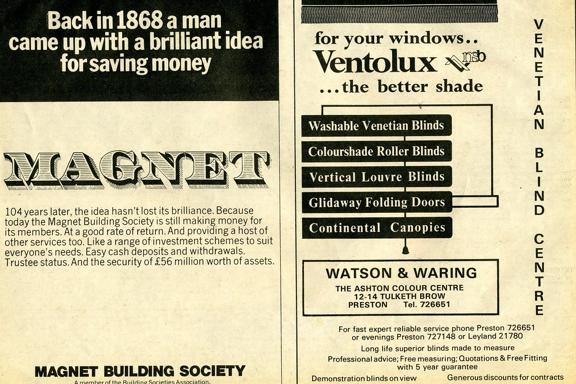 Back in 1868 a man
came up with a brilliant idea
for saving money
MAGNET
104 years later, the idea hasn't lost its brilliance. Because
today the Magnet Building Society is still making money for
its members. At a good rate of return. And providing a host of
other services too. Like a range of investment schemes to suit
everyone's needs. Easy cash deposits and withdrawals.
Trustee status. And the security of £56 million worth of assets.
MAGNET BUILDING SOCIETY
A member of the Building Societies Association.
for your windows..
Ventolux nsb
...the better shade
Washable Venetian Blinds
Colourshade Roller Blinds
Vertical Louvre Blinds
Glidaway Folding Doors
Continental Canopies
WATSON & WARING
THE ASHTON COLOUR CENTRE
12-14 TULKETH BROW
PRESTON Tel. 726651
For fast expert reliable service phone Preston 726651
or evenings Preston 727148 or Leyland 21780
Long life superior blinds made to measure
Professional advice; Free measuring; Quotations & Free Fitting
with 5 year guarantee
Demonstration blinds on view Generous discounts for contracts
VENETIAN BLIND CENTRE